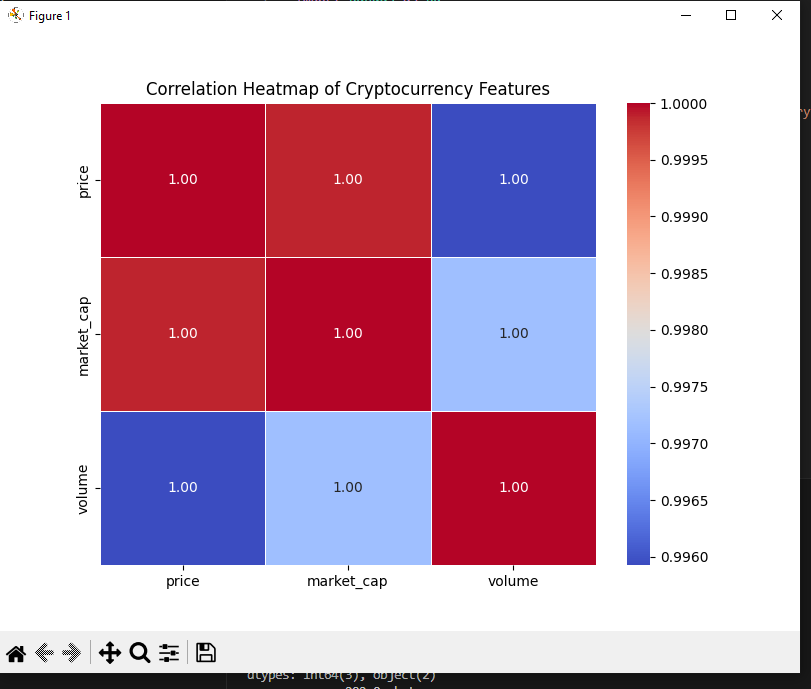 Figure 1
Correlation Heatmap of Cryptocurrency Features
price 1.00 1.00 1.00
market_cap 1.00 1.00 1.00
volume 1.00 1.00 1.00
price market_cap volume
1.0000
0.9995
0.9990
0.9985
0.9980
0.9975
0.9970
0.9965
0.9960
ry
dtypes: int64(3), object(2)